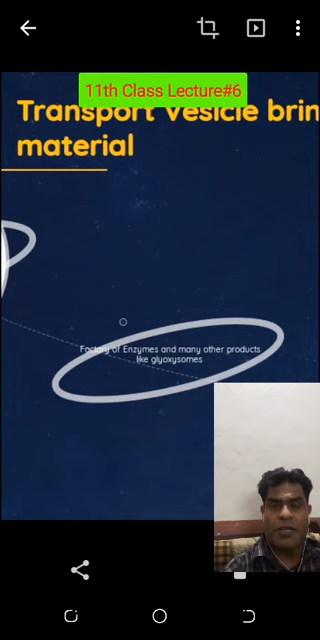 11th Class Lecture#6
Transport Vesicle brin
material
Factory of Enzymes and many other products
like glyoxysomes